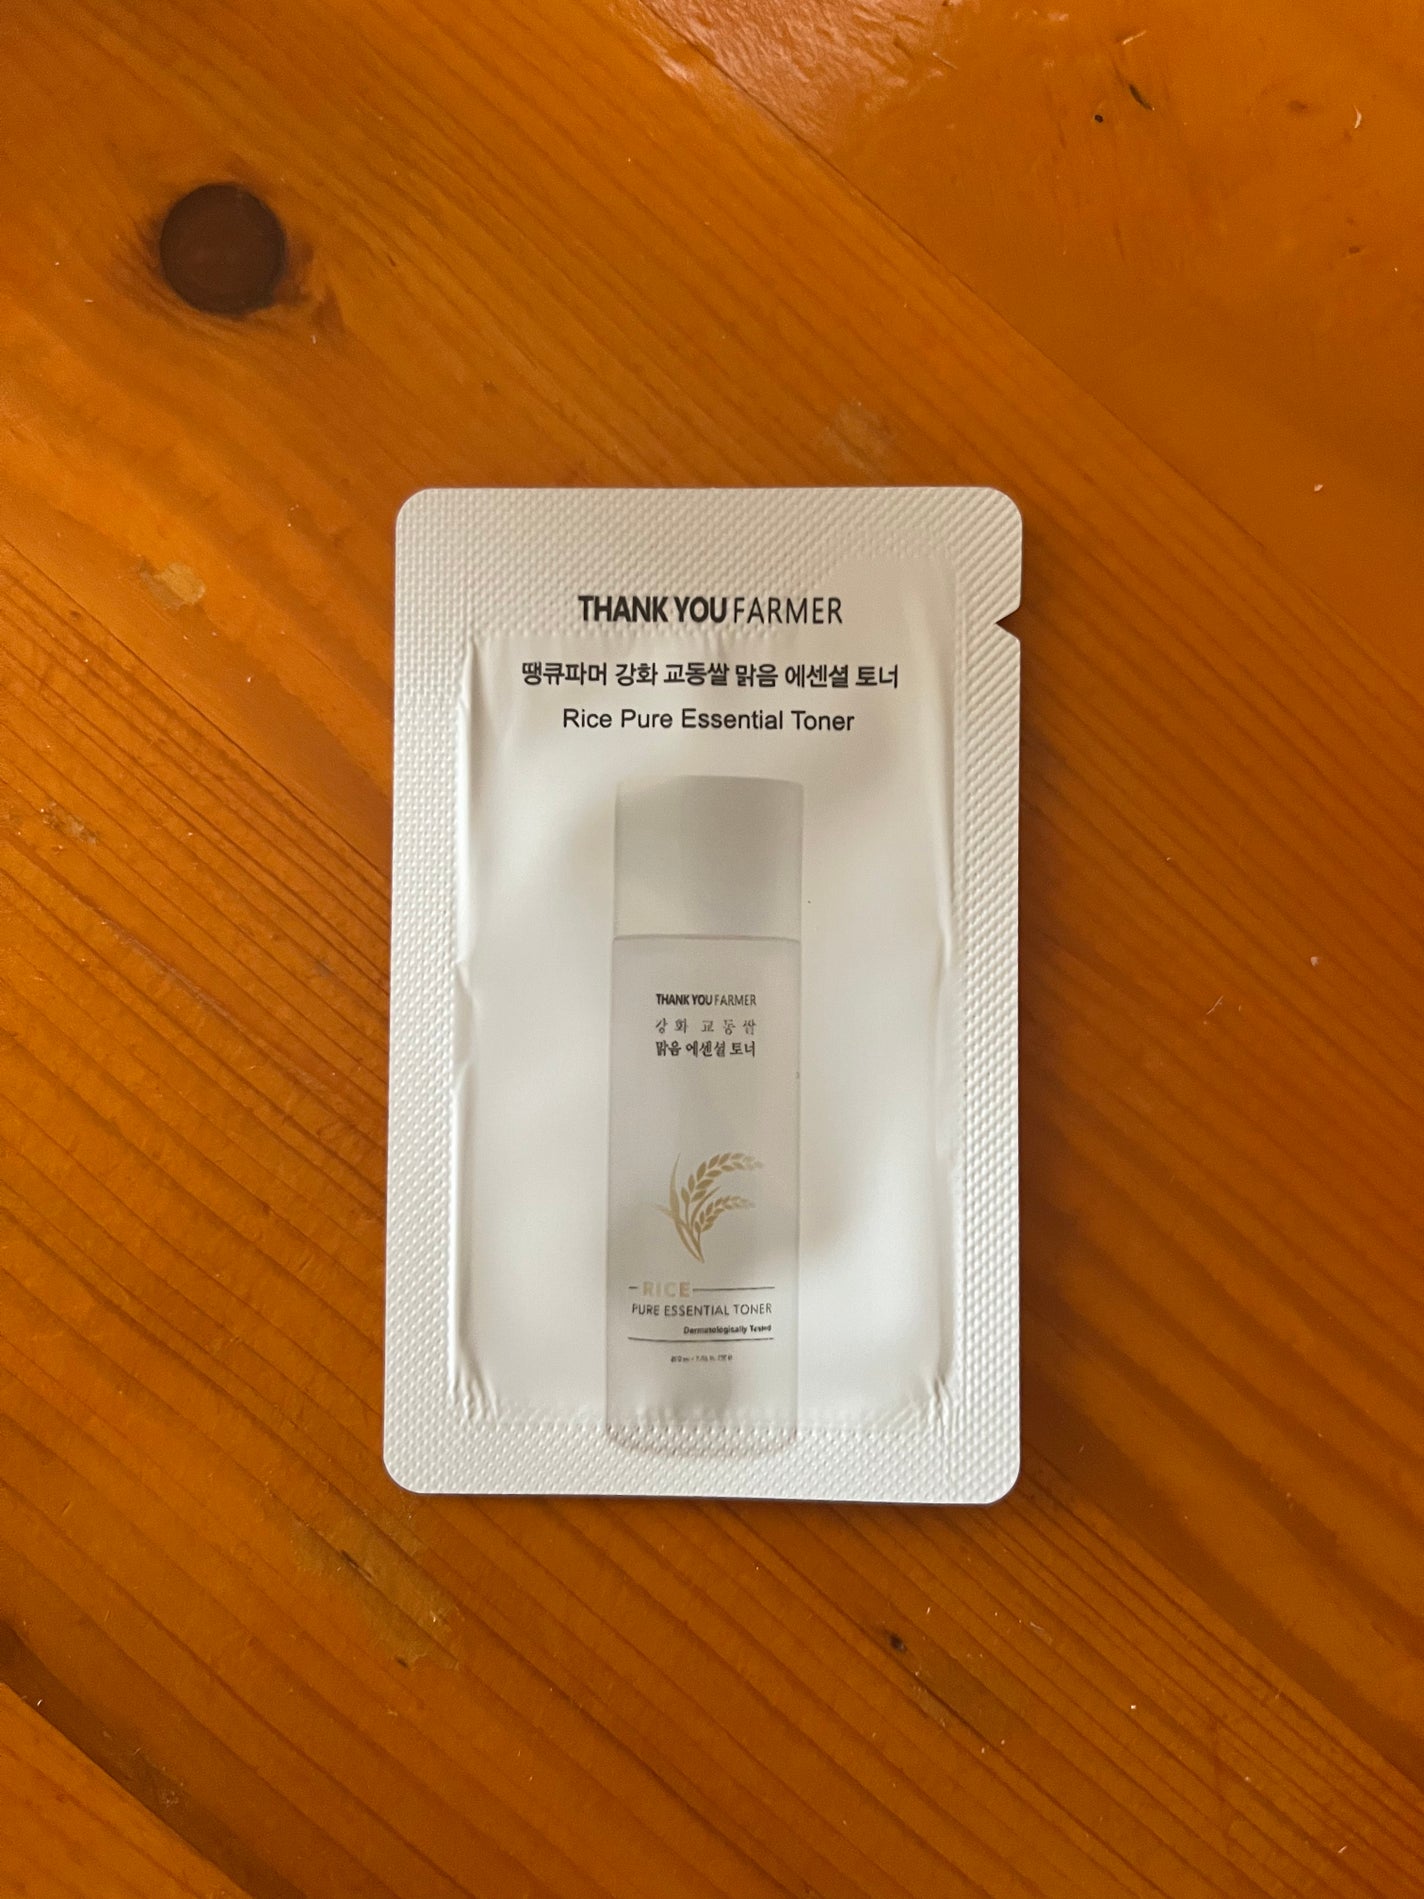 THANK YOU FARMER
땡큐파머 강화 교동쌀 맑음 에센셜 토너
Rice Pure Essential Toner
THANK YOU FARMER
강화 교동쌀
맑음 에센셜 토너
RICE
PURE ESSENTIAL TONER
Dermatologically Tested